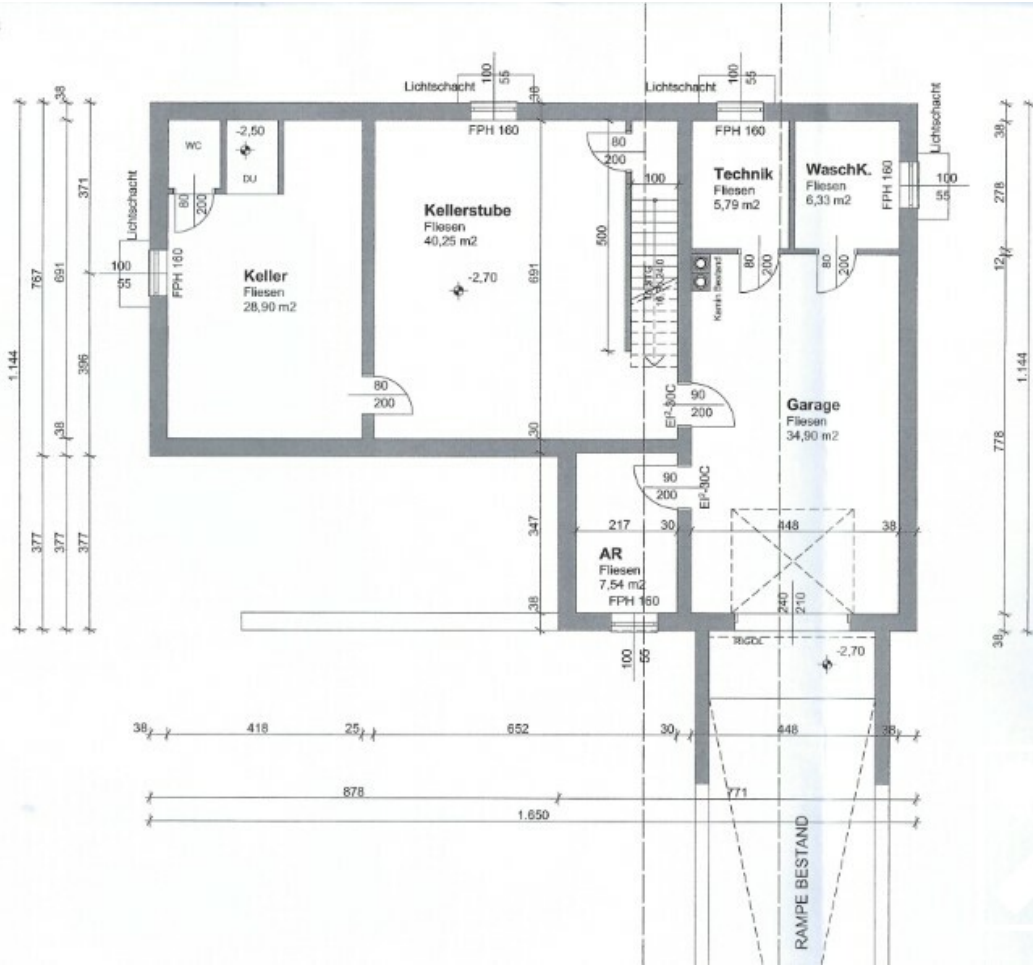 Lichtschacht
100
55
38
Lichtschacht
100
55
38
FPH 160
FPH 160
WC
-2,50
DU
80
200
80
200
100
Technik
Fliesen
5,79 m2
WaschK.
Fliesen
6,33 m2
FPH 160
Lichtschacht
100
55
38
278
12
Lichtschacht
371
100
55
FPH 160
Keller
Fliesen
28,90 m2
Kellerstube
Fliesen
40,25 m2
-2,70
691
500
80
200
80
200
Kamin Bestand
767
691
1.144
396
38
80
200
30
90
200
EI²-30C
Garage
Fliesen
34,90 m2
778
1.144
90
200
EI²-30C
377
377
377
347
38
217
30
448
38
AR
Fliesen
7,54 m2
FPH 160
100
55
240
210
RIGOL
-2,70
38
38
418
25
652
30
448
38
878
771
1.650
RAMPE BESTAND